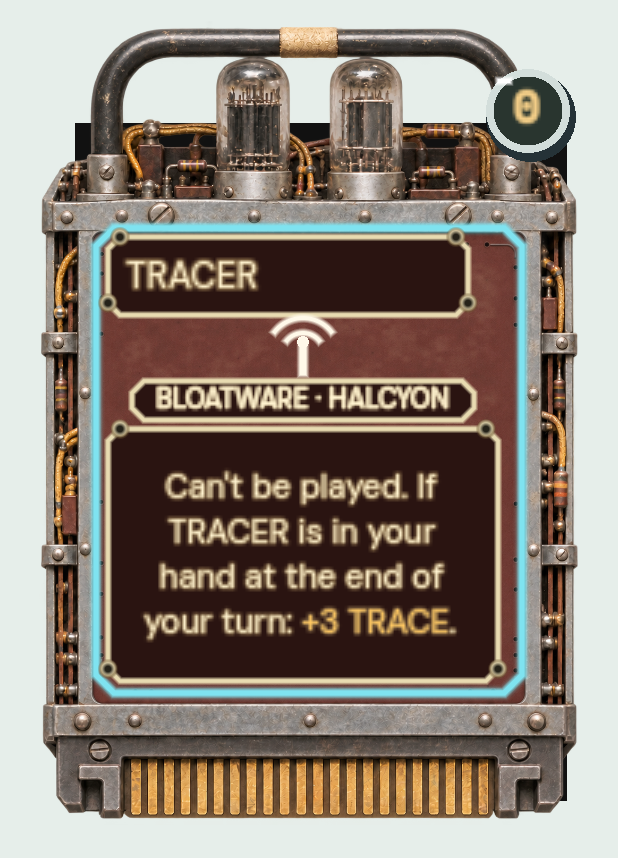 0
TRACER
BLOATWARE · HALCYON
Can't be played. If
TRACER is in your
hand at the end of
your turn: +3 TRACE.